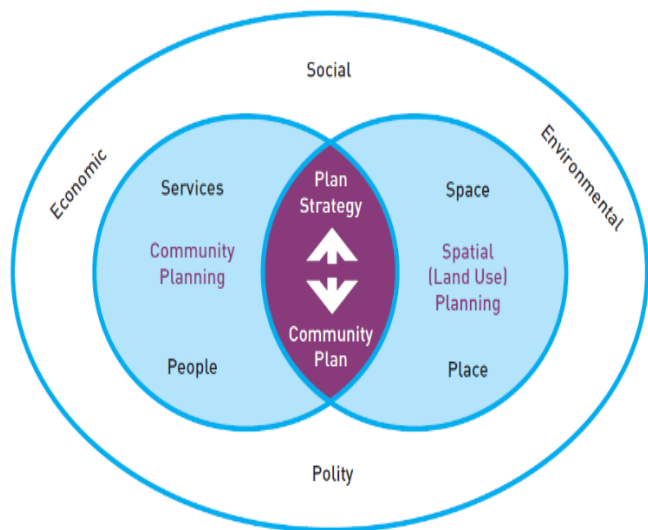 Social
Economic
Environmental
Services
Community
Planning
People
Plan
Strategy
Community
Plan
Space
Spatial
(Land Use)
Planning
Place
Polity